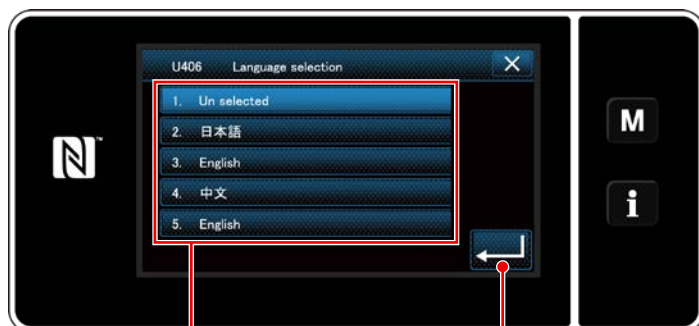 U406 Language selection
1. Un selected
2. 日本語
3. English
4. 中文
5. English
M
i